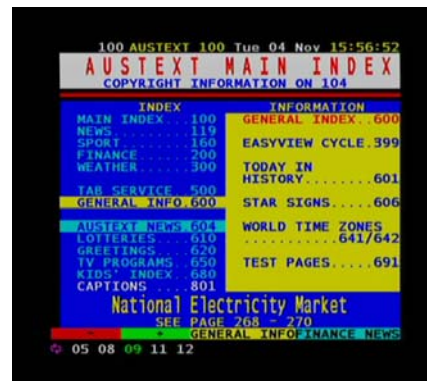 100 AUSTEXT 100 Tue 04 Nov 15:56:52
AUSTEXT MAIN INDEX
COPYRIGHT INFORMATION ON 104
INDEX
MAIN INDEX...100
NEWS.........119
SPORT........160
FINANCE......200
WEATHER......300
TAB SERVICE..500
GENERAL INFO.600
AUSTEXT NEWS.604
LOTTERIES....610
GREETINGS....620
TV PROGRAMS..650
KIDS' INDEX..680
CAPTIONS ....801
INFORMATION
GENERAL INDEX..600
EASYVIEW CYCLE.399
TODAY IN
HISTORY........601
STAR SIGNS.....606
WORLD TIME ZONES
...........641/642
TEST PAGES.....691
National Electricity Market
SEE PAGE 268 - 270
- + GENERAL INFO FINANCE NEWS
05 08 09 11 12